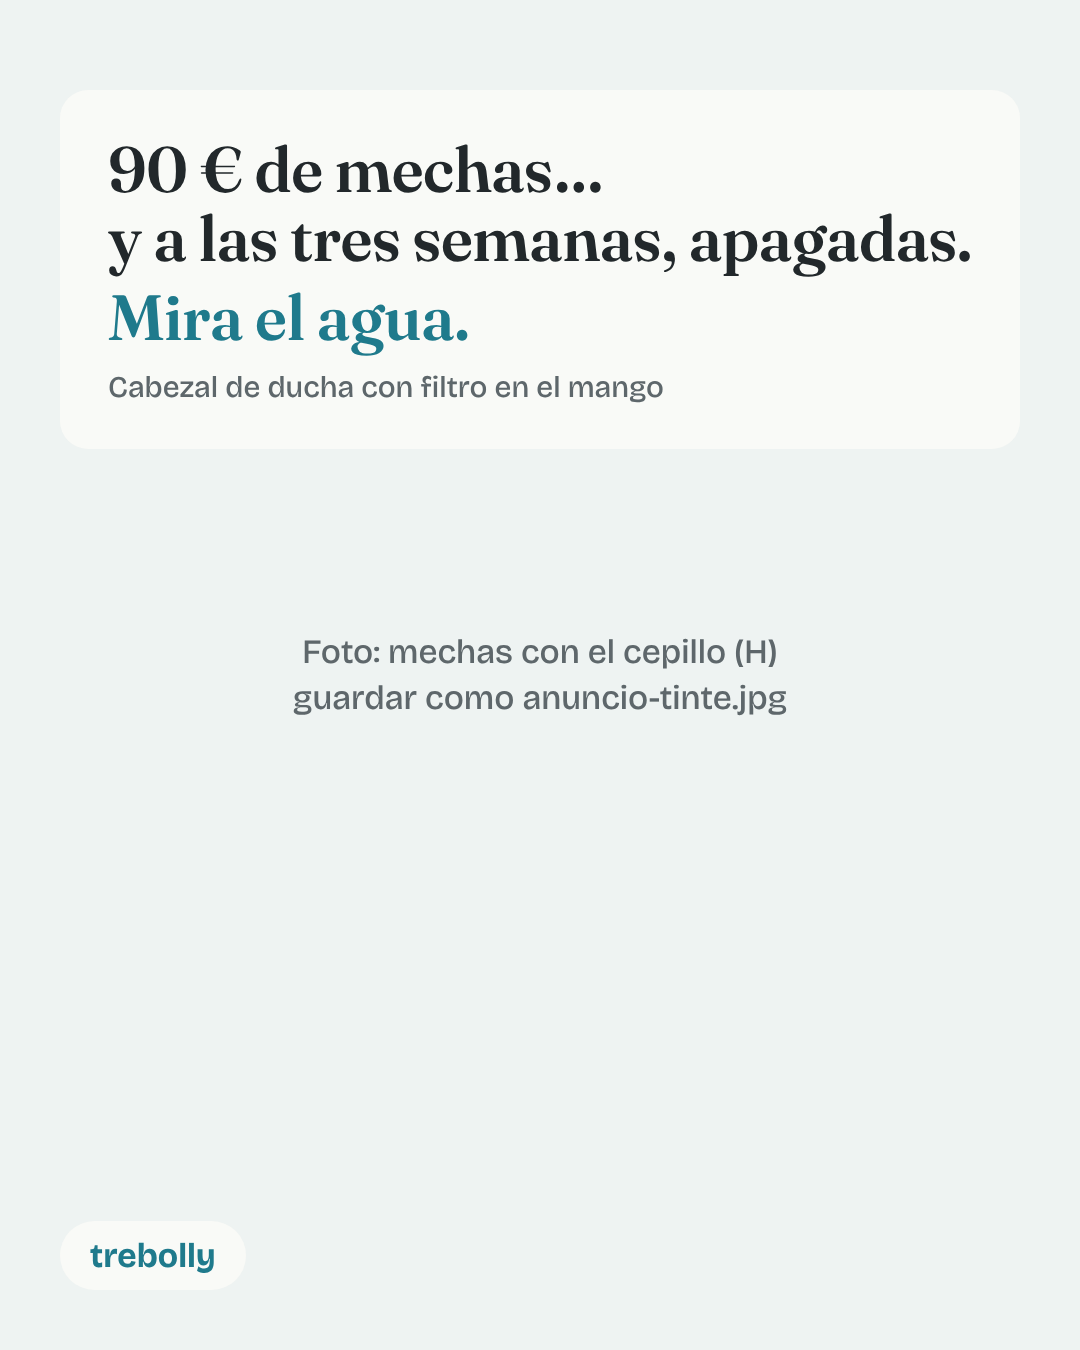 90 € de mechas...
y a las tres semanas, apagadas.
Mira el agua.
Cabezal de ducha con filtro en el mango
Foto: mechas con el cepillo (H)
guardar como anuncio-tinte.jpg
trebolly